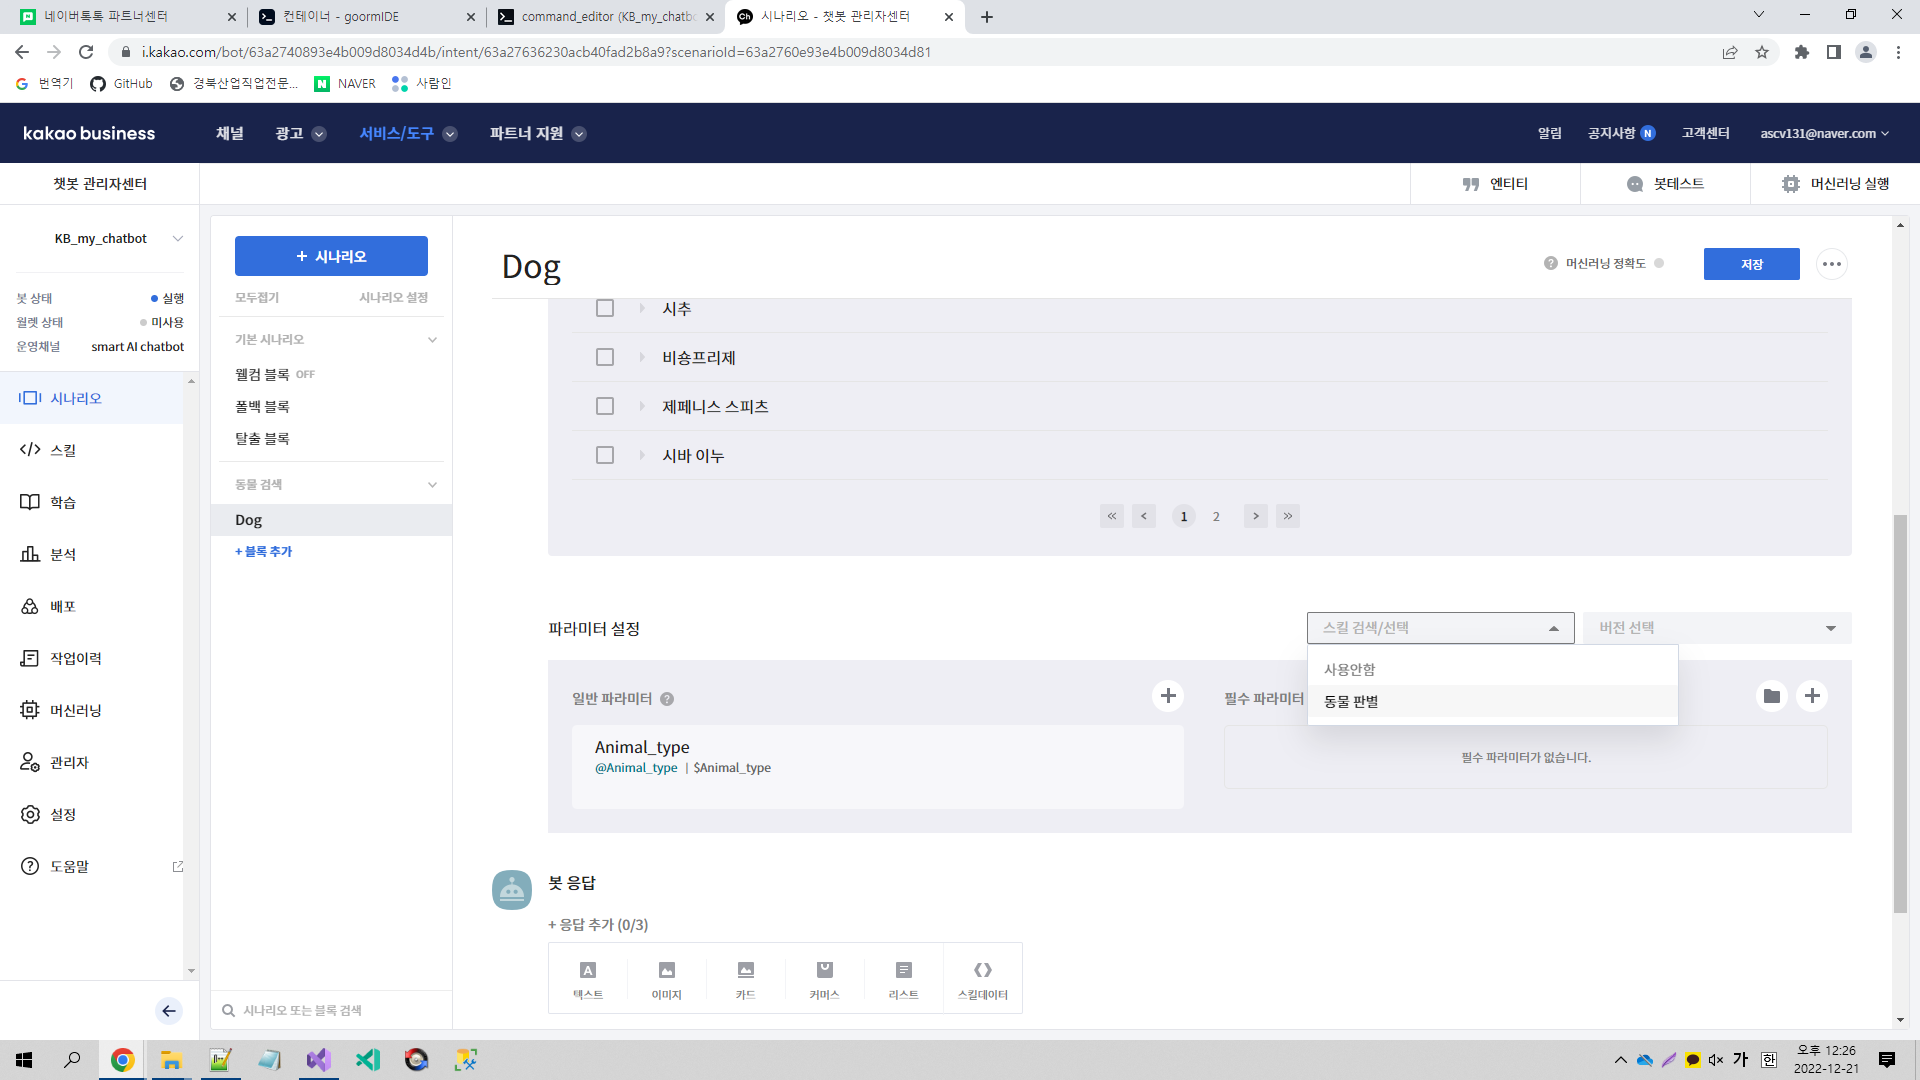 네이버톡톡 파트너센터
컨테이너 - goormIDE
command_editor (KB_my_chatb
시나리오 - 챗봇 관리자센터
i.kakao.com/bot/63a2740893e4b009d8034d4b/intent/63a27636230acb40fad2b8a9?scenarioId=63a2760e93e4b009d8034d81
번역기
GitHub
경북산업직업전문...
NAVER
사람인
kakao business
채널
광고
서비스/도구
파트너 지원
알림
공지사항 N
고객센터
ascv131@naver.com
챗봇 관리자센터
엔티티
봇테스트
머신러닝 실행
KB_my_chatbot
봇 상태
실행
월렛 상태
미사용
운영채널
smart AI chatbot
시나리오
스킬
학습
분석
배포
작업이력
머신러닝
관리자
설정
도움말
+ 시나리오
모두접기
시나리오 설정
기본 시나리오
웰컴 블록 OFF
폴백 블록
탈출 블록
동물 검색
Dog
+ 블록 추가
시나리오 또는 블록 검색
Dog
머신러닝 정확도
저장
시추
비숑프리제
제페니스 스피츠
시바 이누
« < 1 2 > »
파라미터 설정
스킬 검색/선택
버전 선택
사용안함
동물 판별
일반 파라미터
필수 파라미터
Animal_type
@Animal_type | $Animal_type
필수 파라미터가 없습니다.
봇 응답
+ 응답 추가 (0/3)
텍스트
이미지
카드
커머스
리스트
스킬데이터
가
한
오후 12:26
2022-12-21